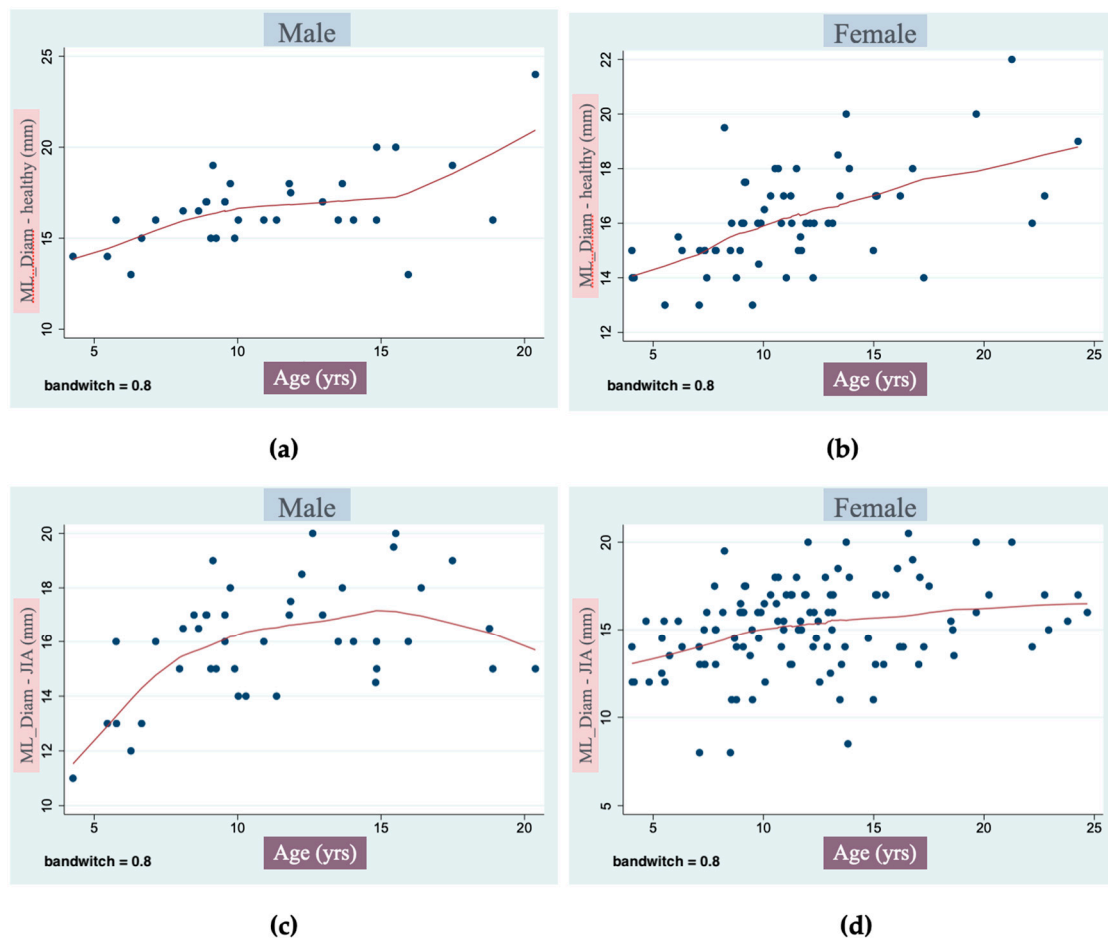 Male
ML_Diam - healthy (mm)
25
20
15
10
5
10
15
20
Age (yrs)
bandwitch = 0.8
(a)
Female
ML_Diam - healthy (mm)
22
20
18
16
14
12
5
10
15
20
25
Age (yrs)
bandwitch = 0.8
(b)
Male
ML_Diam - JIA (mm)
20
18
16
14
12
10
5
10
15
20
Age (yrs)
bandwitch = 0.8
(c)
Female
ML_Diam - JIA (mm)
20
15
10
5
5
10
15
20
25
Age (yrs)
bandwitch = 0.8
(d)